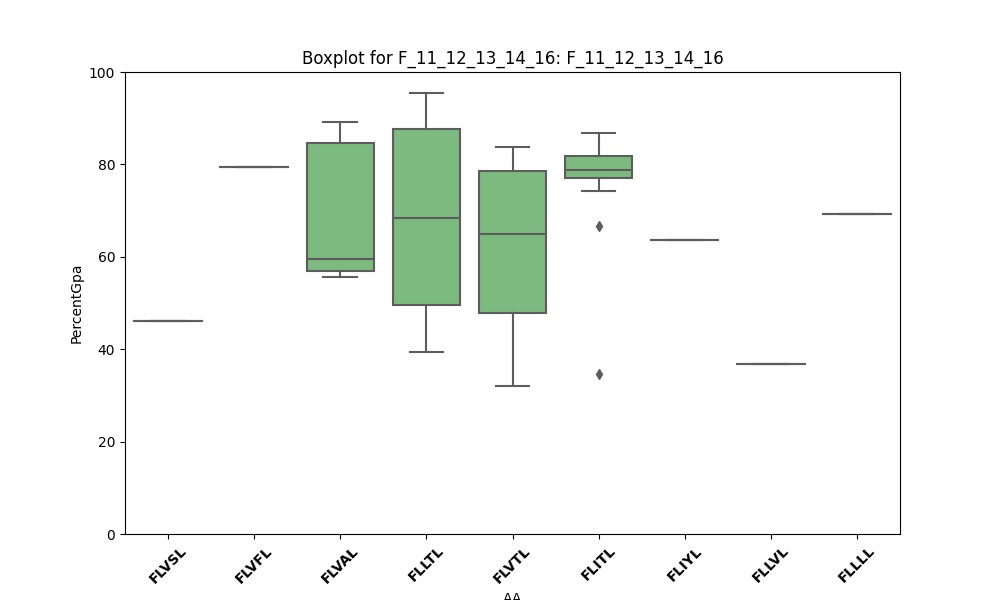 Boxplot for F_11_12_13_14_16: F_11_12_13_14_16
100
80
60
40
20
0
PercentGpa
FLVSL
FLVFL
FLVAL
FLLTL
FLVTL
FLITL
FLIYL
FLLVL
FLLLL
AA